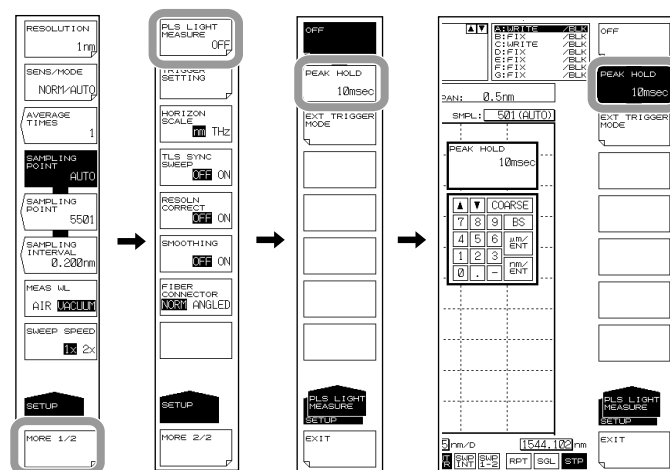 RESOLUTION
1nm
SENS/MODE
NORM/AUTO
AVERAGE
TIMES
1
SAMPLING
POINT
AUTO
SAMPLING
POINT
5501
SAMPLING
INTERVAL
0.200nm
MEAS WL
AIR VACUUM
SWEEP SPEED
1x 2x
SETUP
MORE 1/2
PLS LIGHT
MEASURE
OFF
TRIGGER
SETTING
HORIZON
SCALE
nm THz
TLS SYNC
SWEEP
OFF ON
RESOLN
CORRECT
OFF ON
SMOOTHING
OFF ON
FIBER
CONNECTOR
NORM ANGLED
SETUP
MORE 2/2
OFF
PEAK HOLD
10msec
EXT TRIGGER
MODE
PLS LIGHT
MEASURE
SETUP
EXIT
▲ ▼
A:WRITE /BLK
B:FIX /BLK
C:WRITE /BLK
D:FIX /BLK
E:FIX /BLK
F:FIX /BLK
G:FIX /BLK
PAN: 0.5nm
SMPL: 501(AUTO)
PEAK HOLD
10msec
▲ ▼ COARSE
7 8 9 BS
4 5 6 μm/
ENT
1 2 3
0 . - nm/
ENT
nm/D 1544.102nm
SWP
INT
SWP
1-2
RPT SGL STP
OFF
PEAK HOLD
10msec
EXT TRIGGER
MODE
PLS LIGHT
MEASURE
SETUP
EXIT